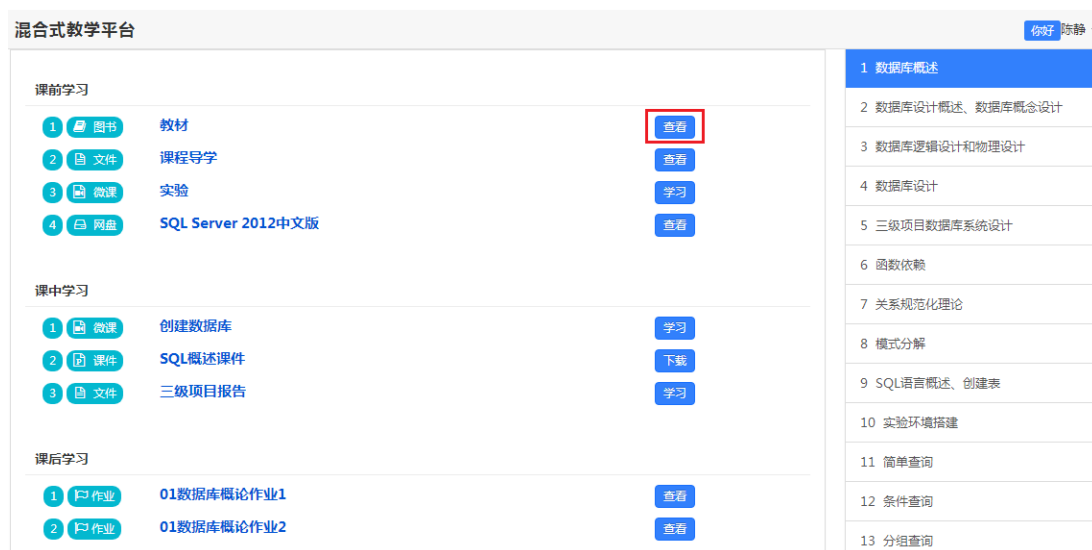 混合式教学平台
你好 陈静
课前学习
1 图书 教材 查看
2 文件 课程导学 查看
3 微课 实验 学习
4 网盘 SQL Server 2012中文版 查看
课中学习
1 微课 创建数据库 学习
2 课件 SQL概述课件 下载
3 文件 三级项目报告 学习
课后学习
1 作业 01数据库概论作业1 查看
2 作业 01数据库概论作业2 查看
1 数据库概述
2 数据库设计概述、数据库概念设计
3 数据库逻辑设计和物理设计
4 数据库设计
5 三级项目数据库系统设计
6 函数依赖
7 关系规范化理论
8 模式分解
9 SQL语言概述、创建表
10 实验环境搭建
11 简单查询
12 条件查询
13 分组查询